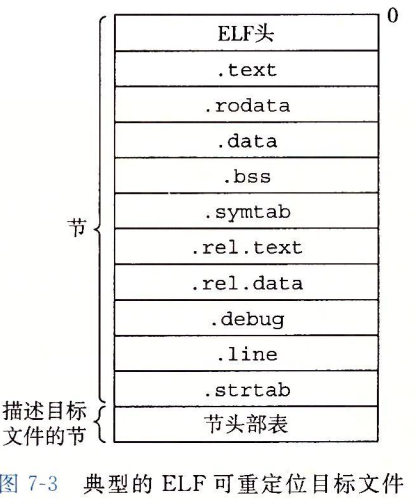 0
ELF头
.text
.rodata
.data
.bss
.symtab
.rel.text
.rel.data
.debug
.line
.strtab
节头部表
节
描述目标
文件的节
图 7-3 典型的 ELF 可重定位目标文件